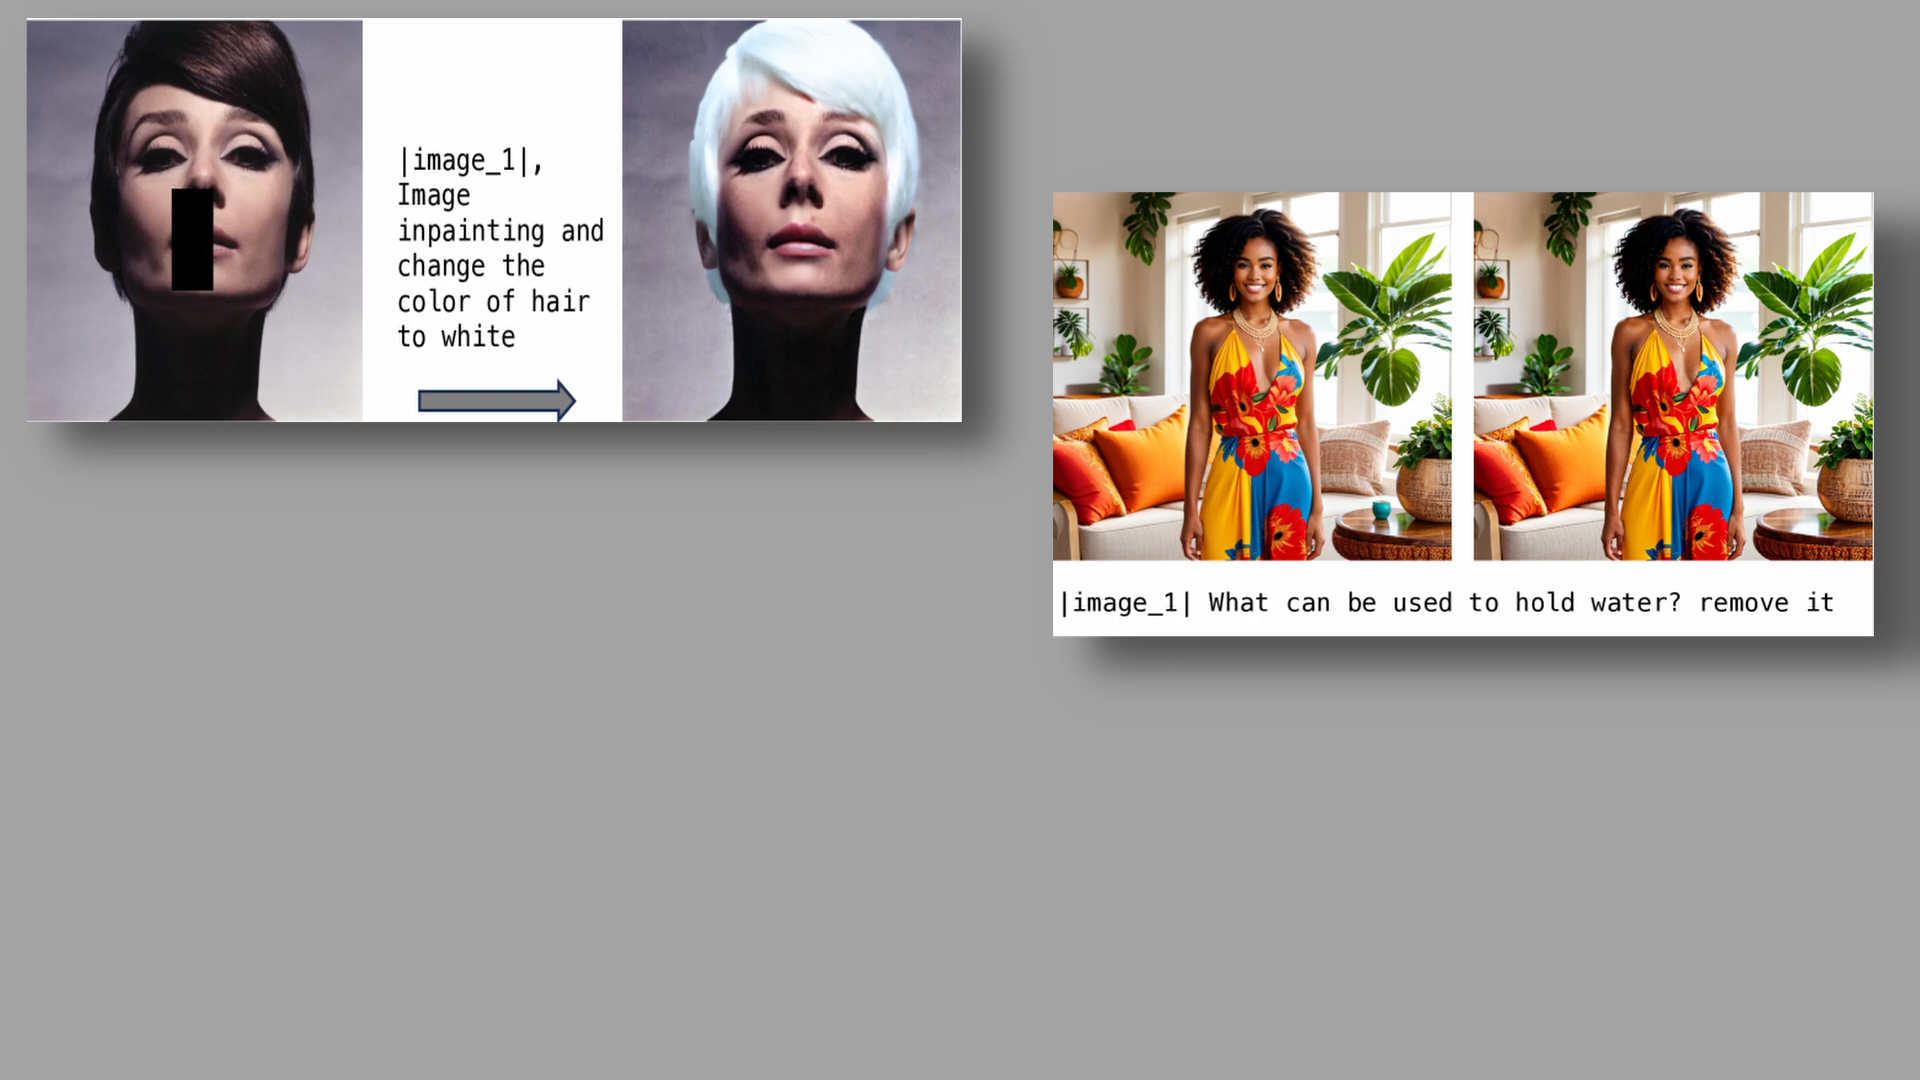 |image_1|,
Image
inpainting and
change the
color of hair
to white
|image_1| What can be used to hold water? remove it